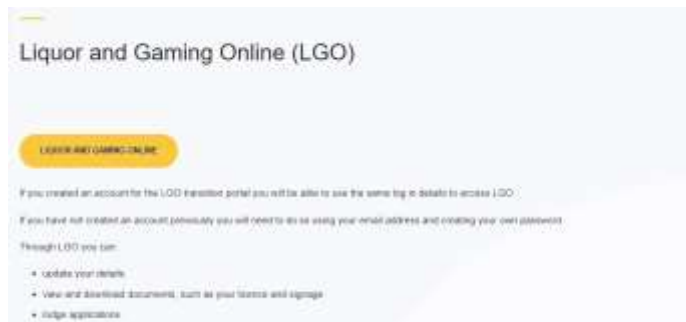 Liquor and Gaming Online (LGO)
LIQUOR AND GAMING ONLINE
If you created an account for the LGO transition portal you will be able to use the same log in details to access LGO
If you have not created an account previously you will need to do so using your email address and creating your own password
Through LGO you can:
• update your details
• view and download documents, such as your licence and signage
• lodge applications